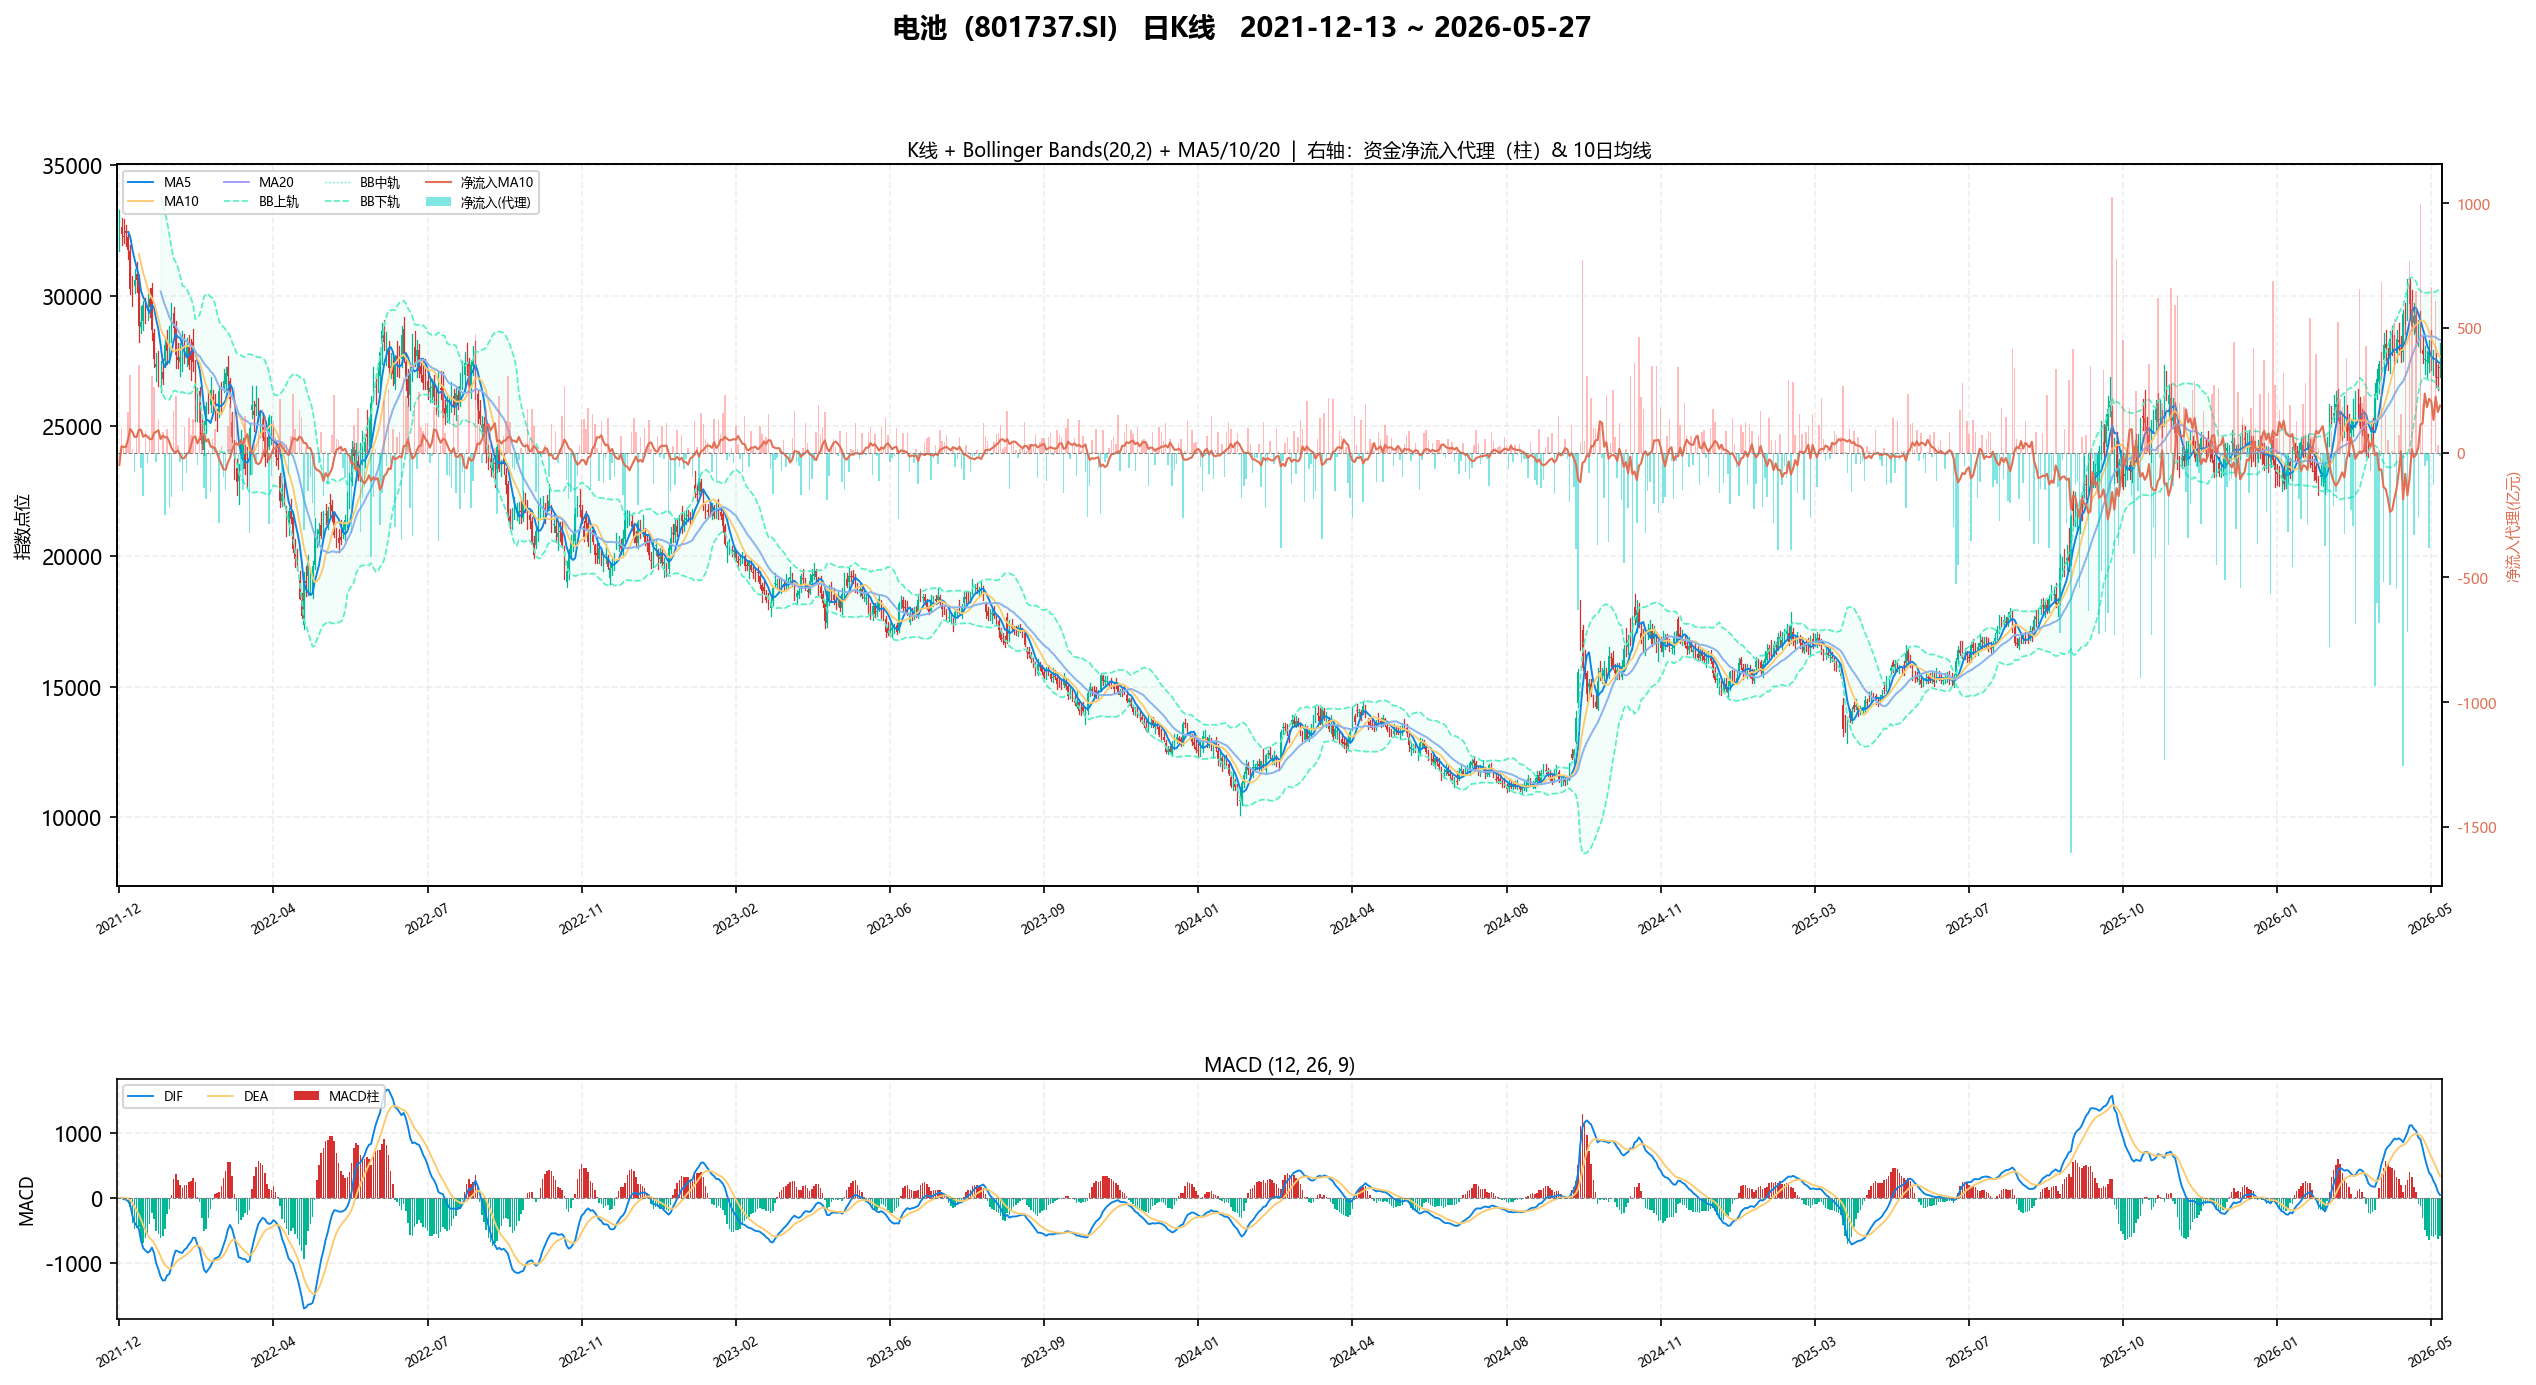 电池 (801737.SI) 日K线 2021-12-13 ~ 2026-05-27
K线 + Bollinger Bands(20,2) + MA5/10/20 | 右轴：资金净流入代理（柱）& 10日均线
MA5 MA20 BB中轨 净流入MA10
MA10 BB上轨 BB下轨 净流入(代理)
指数点位
35000
30000
25000
20000
15000
10000
1000
500
0
-500
-1000
-1500
净流入代理(亿元)
2021-12 2022-04 2022-07 2022-11 2023-02 2023-06 2023-09 2024-01 2024-04 2024-08 2024-11 2025-03 2025-07 2025-10 2026-01 2026-05
MACD (12, 26, 9)
DIF DEA MACD柱
MACD
1000
0
-1000
2021-12 2022-04 2022-07 2022-11 2023-02 2023-06 2023-09 2024-01 2024-04 2024-08 2024-11 2025-03 2025-07 2025-10 2026-01 2026-05